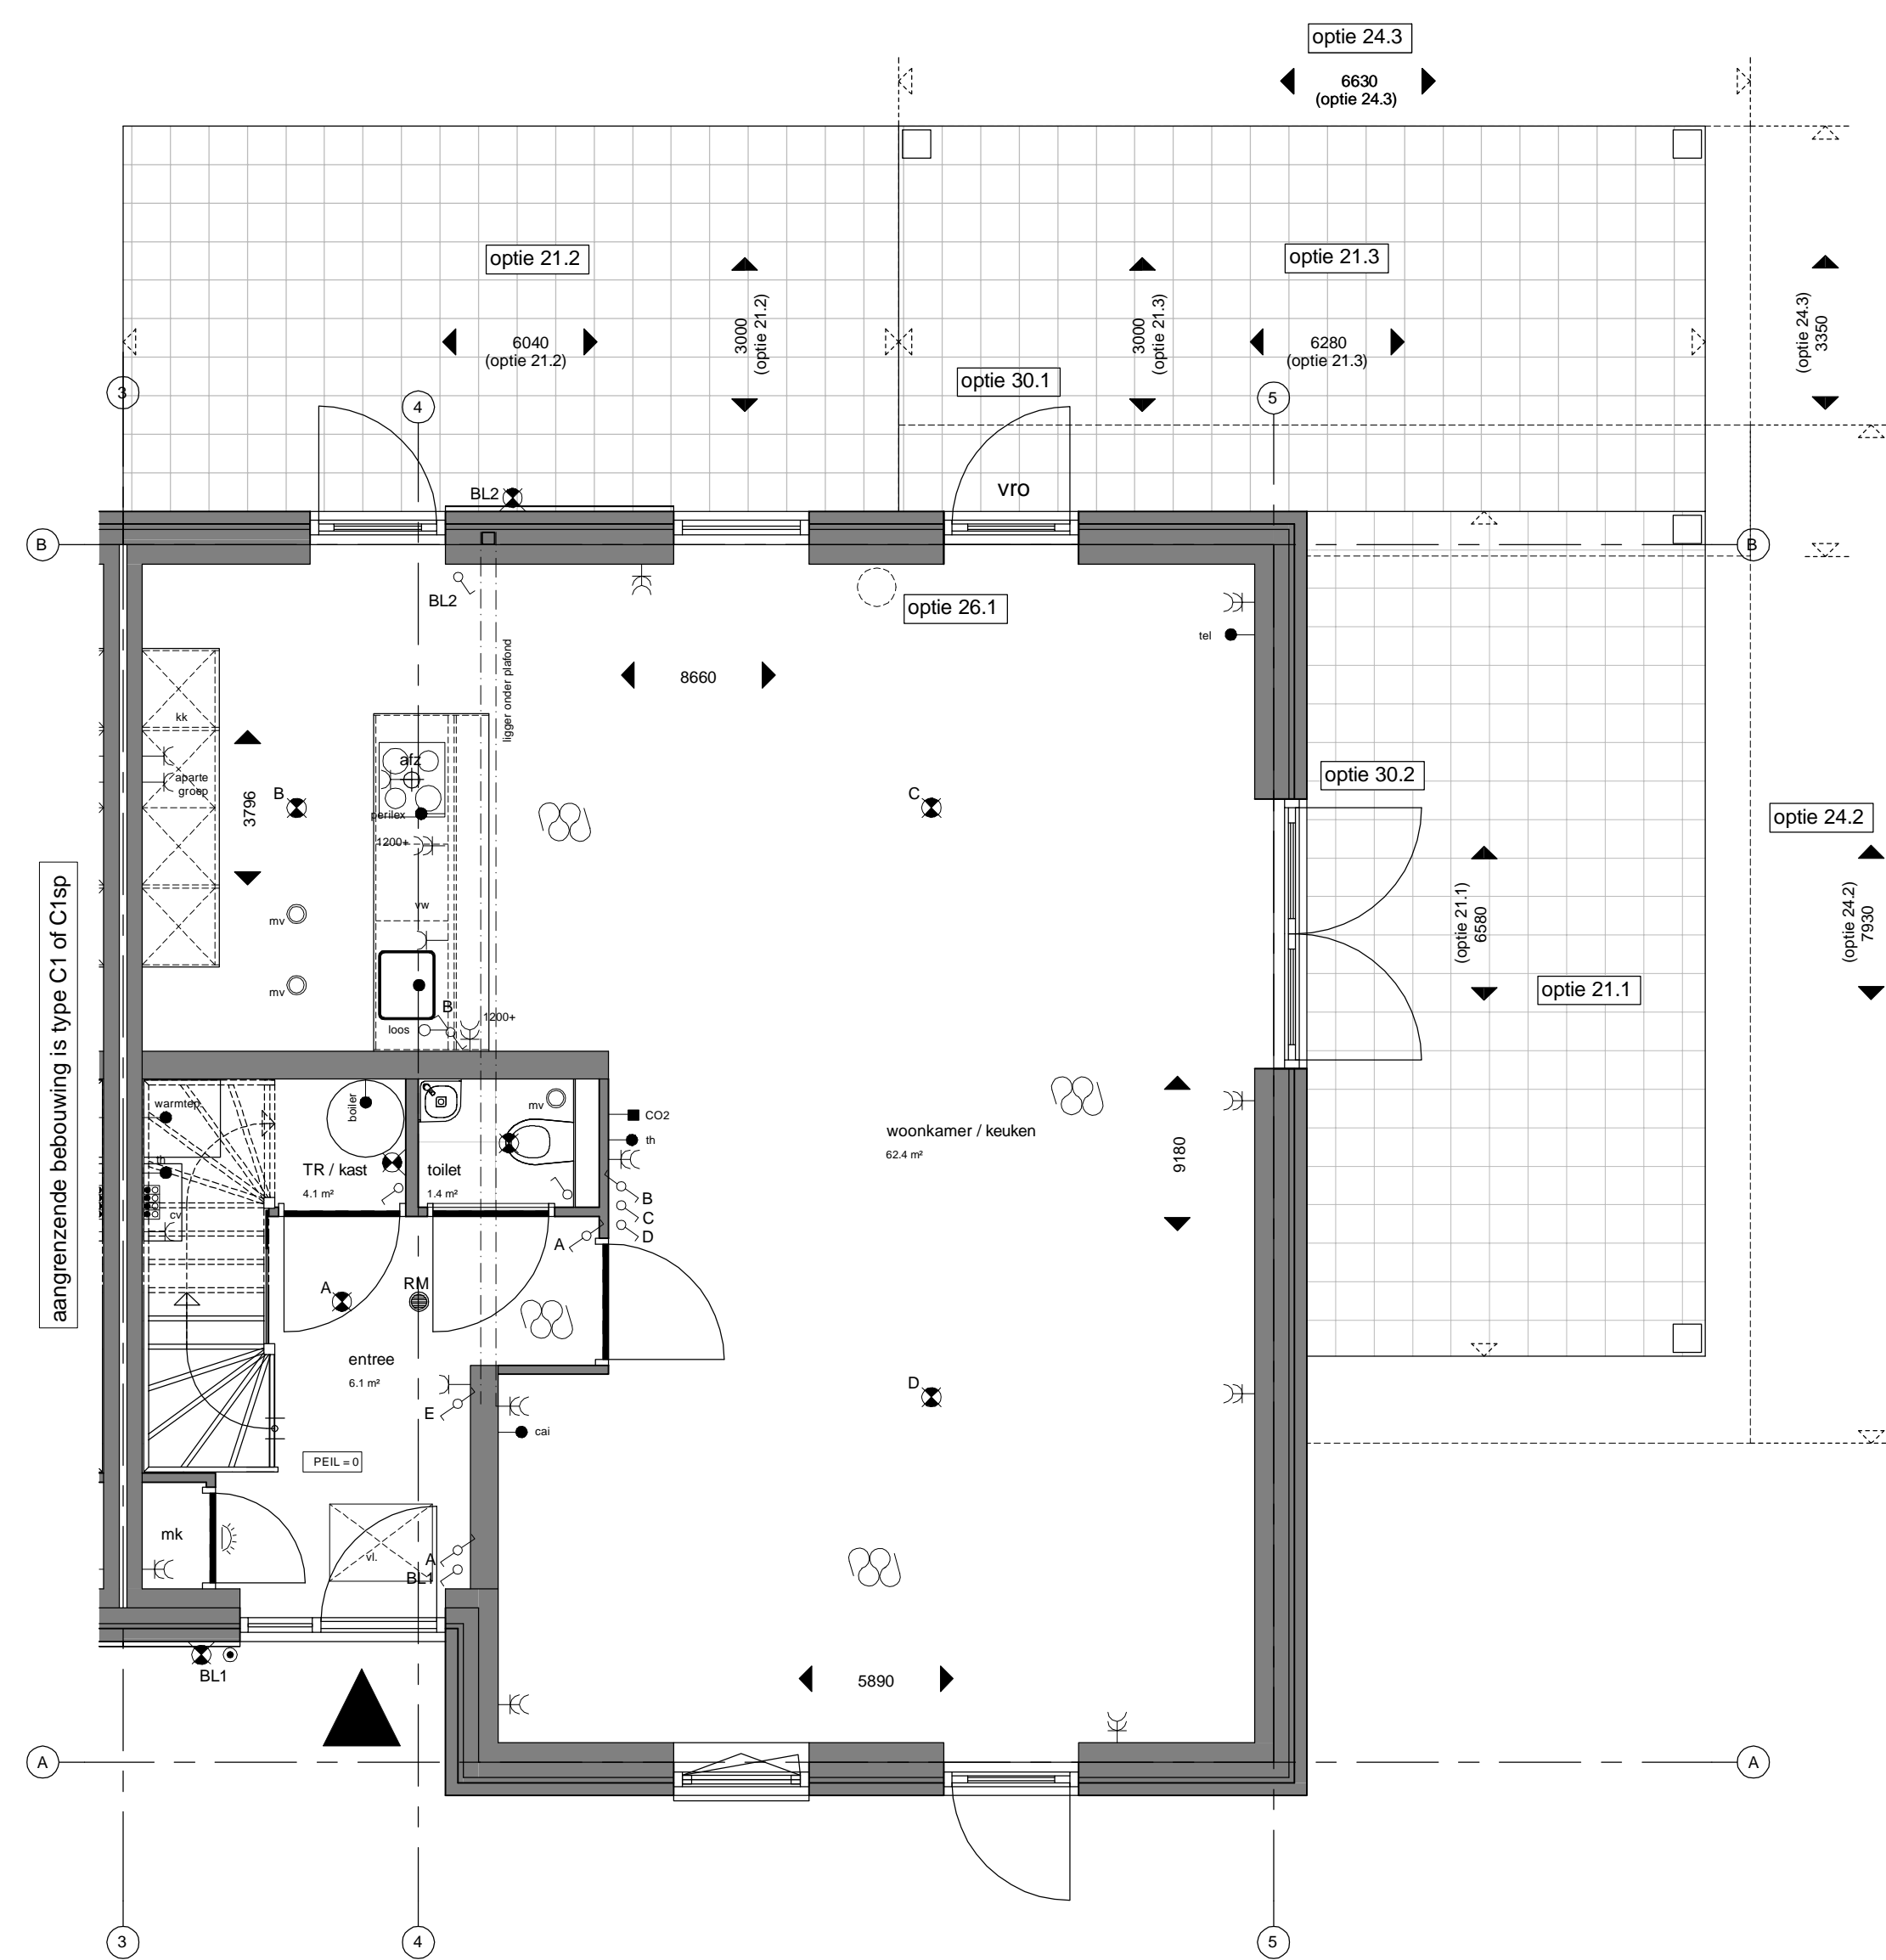 optie 24.3
6630
(optie 24.3)
optie 21.2
optie 21.3
3000
(optie 21.2)
3000
(optie 21.3)
(optie 24.3)
3350
6040
(optie 21.2)
6280
(optie 21.3)
optie 30.1
3
4
5
vro
BL2
B
B
BL2
optie 26.1
tel
ligger onder plafond
8660
kk
afz
aparte
groep
3796
B
perilex
1200+
C
optie 30.2
optie 24.2
vw
mv
mv
(optie 21.1)
6580
(optie 24.2)
7930
optie 21.1
B
loos
1200+
aangrenzende bebouwing is type C1 of C1sp
warmtep
boiler
mv
CO2
th
th
woonkamer / keuken
62.4 m²
9180
TR / kast
4.1 m²
toilet
1.4 m²
cv
B
C
D
A
A
RM
entree
6.1 m²
E
D
cai
PEIL = 0
mk
vl.
A
BL1
BL1
5890
A
A
3
4
5